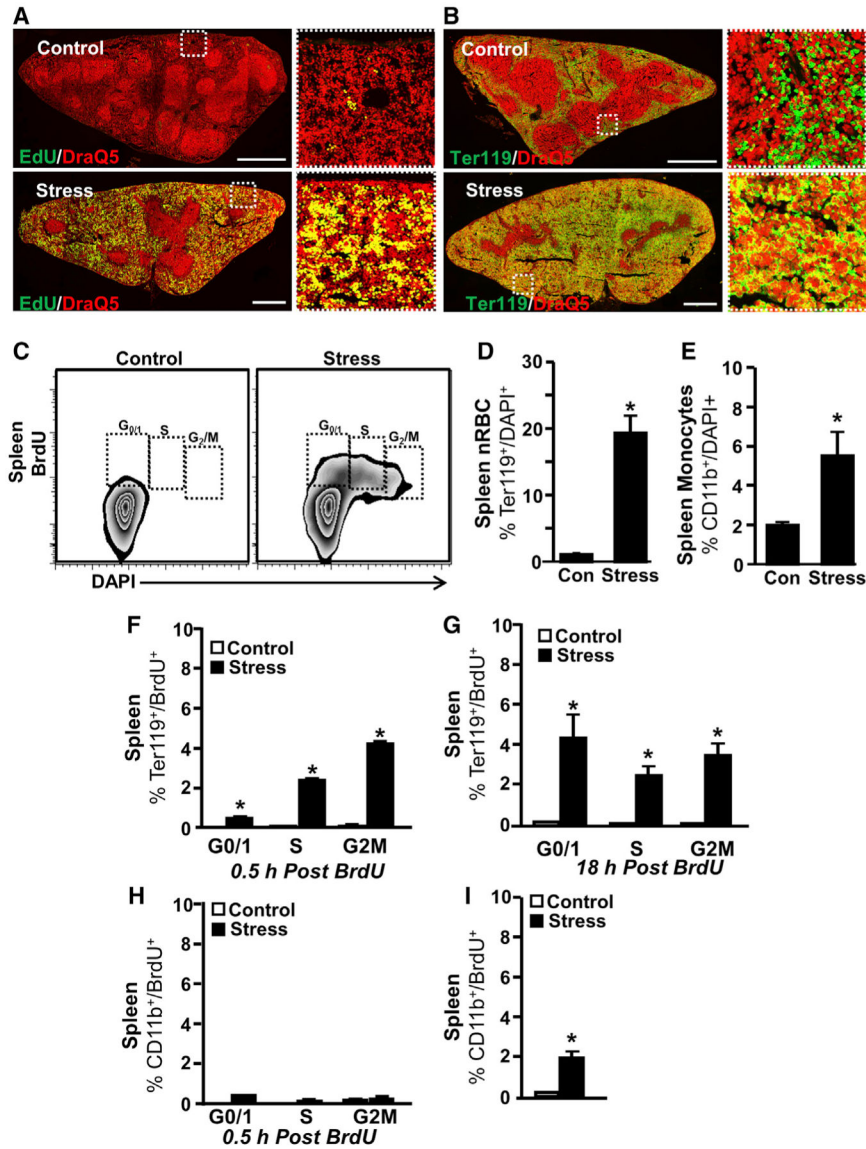 A
Control
EdU/DraQ5
Stress
EdU/DraQ5
B
Control
Ter119/DraQ5
Stress
Ter119/DraQ5
C
Control
Stress
Spleen
BrdU
G0/1
S
G2/M
G0/1
S
G2/M
DAPI
D
Spleen nRBC
% Ter119+/DAPI+
30
20
10
0
*
Con Stress
E
Spleen Monocytes
% CD11b+/DAPI+
10
8
6
4
2
0
*
Con Stress
F
Spleen
% Ter119+/BrdU+
10
8
6
4
2
0
Control
Stress
* * *
G0/1 S G2M
0.5 h Post BrdU
G
Spleen
% Ter119+/BrdU+
10
8
6
4
2
0
Control
Stress
* * *
G0/1 S G2M
18 h Post BrdU
H
Spleen
% CD11b+/BrdU+
10
8
6
4
2
0
Control
Stress
G0/1 S G2M
0.5 h Post BrdU
I
Spleen
% CD11b+/BrdU+
10
8
6
4
2
0
Control
Stress
*